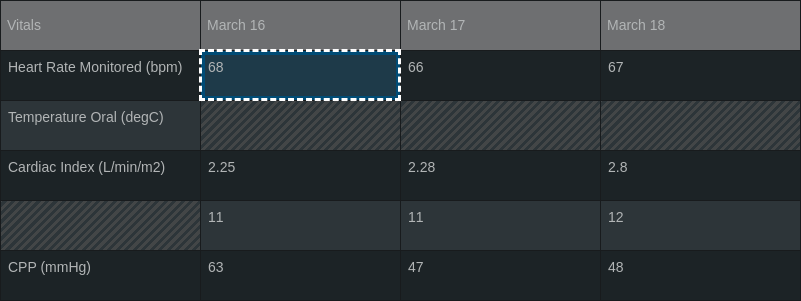 Vitals March 16 March 17 March 18
Heart Rate Monitored (bpm) 68 66 67
Temperature Oral (degC)
Cardiac Index (L/min/m2) 2.25 2.28 2.8
11 11 12
CPP (mmHg) 63 47 48